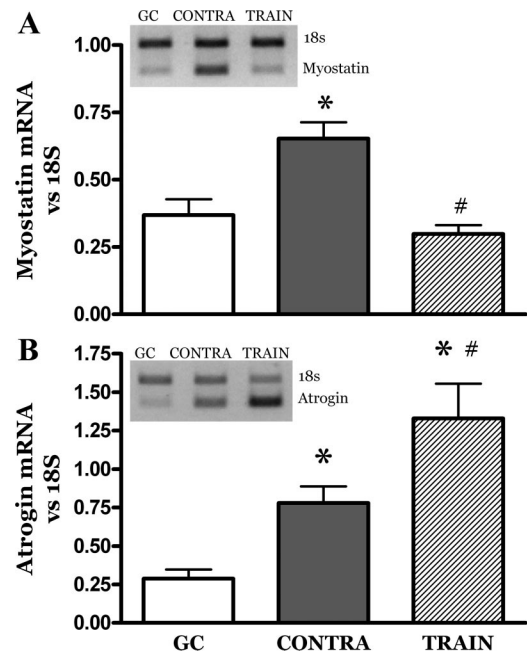 A
GC CONTRA TRAIN
18s
Myostatin
1.00
0.75
0.50
0.25
0.00
Myostatin mRNA
vs 18S
*
#
B
GC CONTRA TRAIN
18s
Atrogin
1.75
1.50
1.25
1.00
0.75
0.50
0.25
0.00
Atrogin mRNA
vs 18S
*
* #
GC CONTRA TRAIN